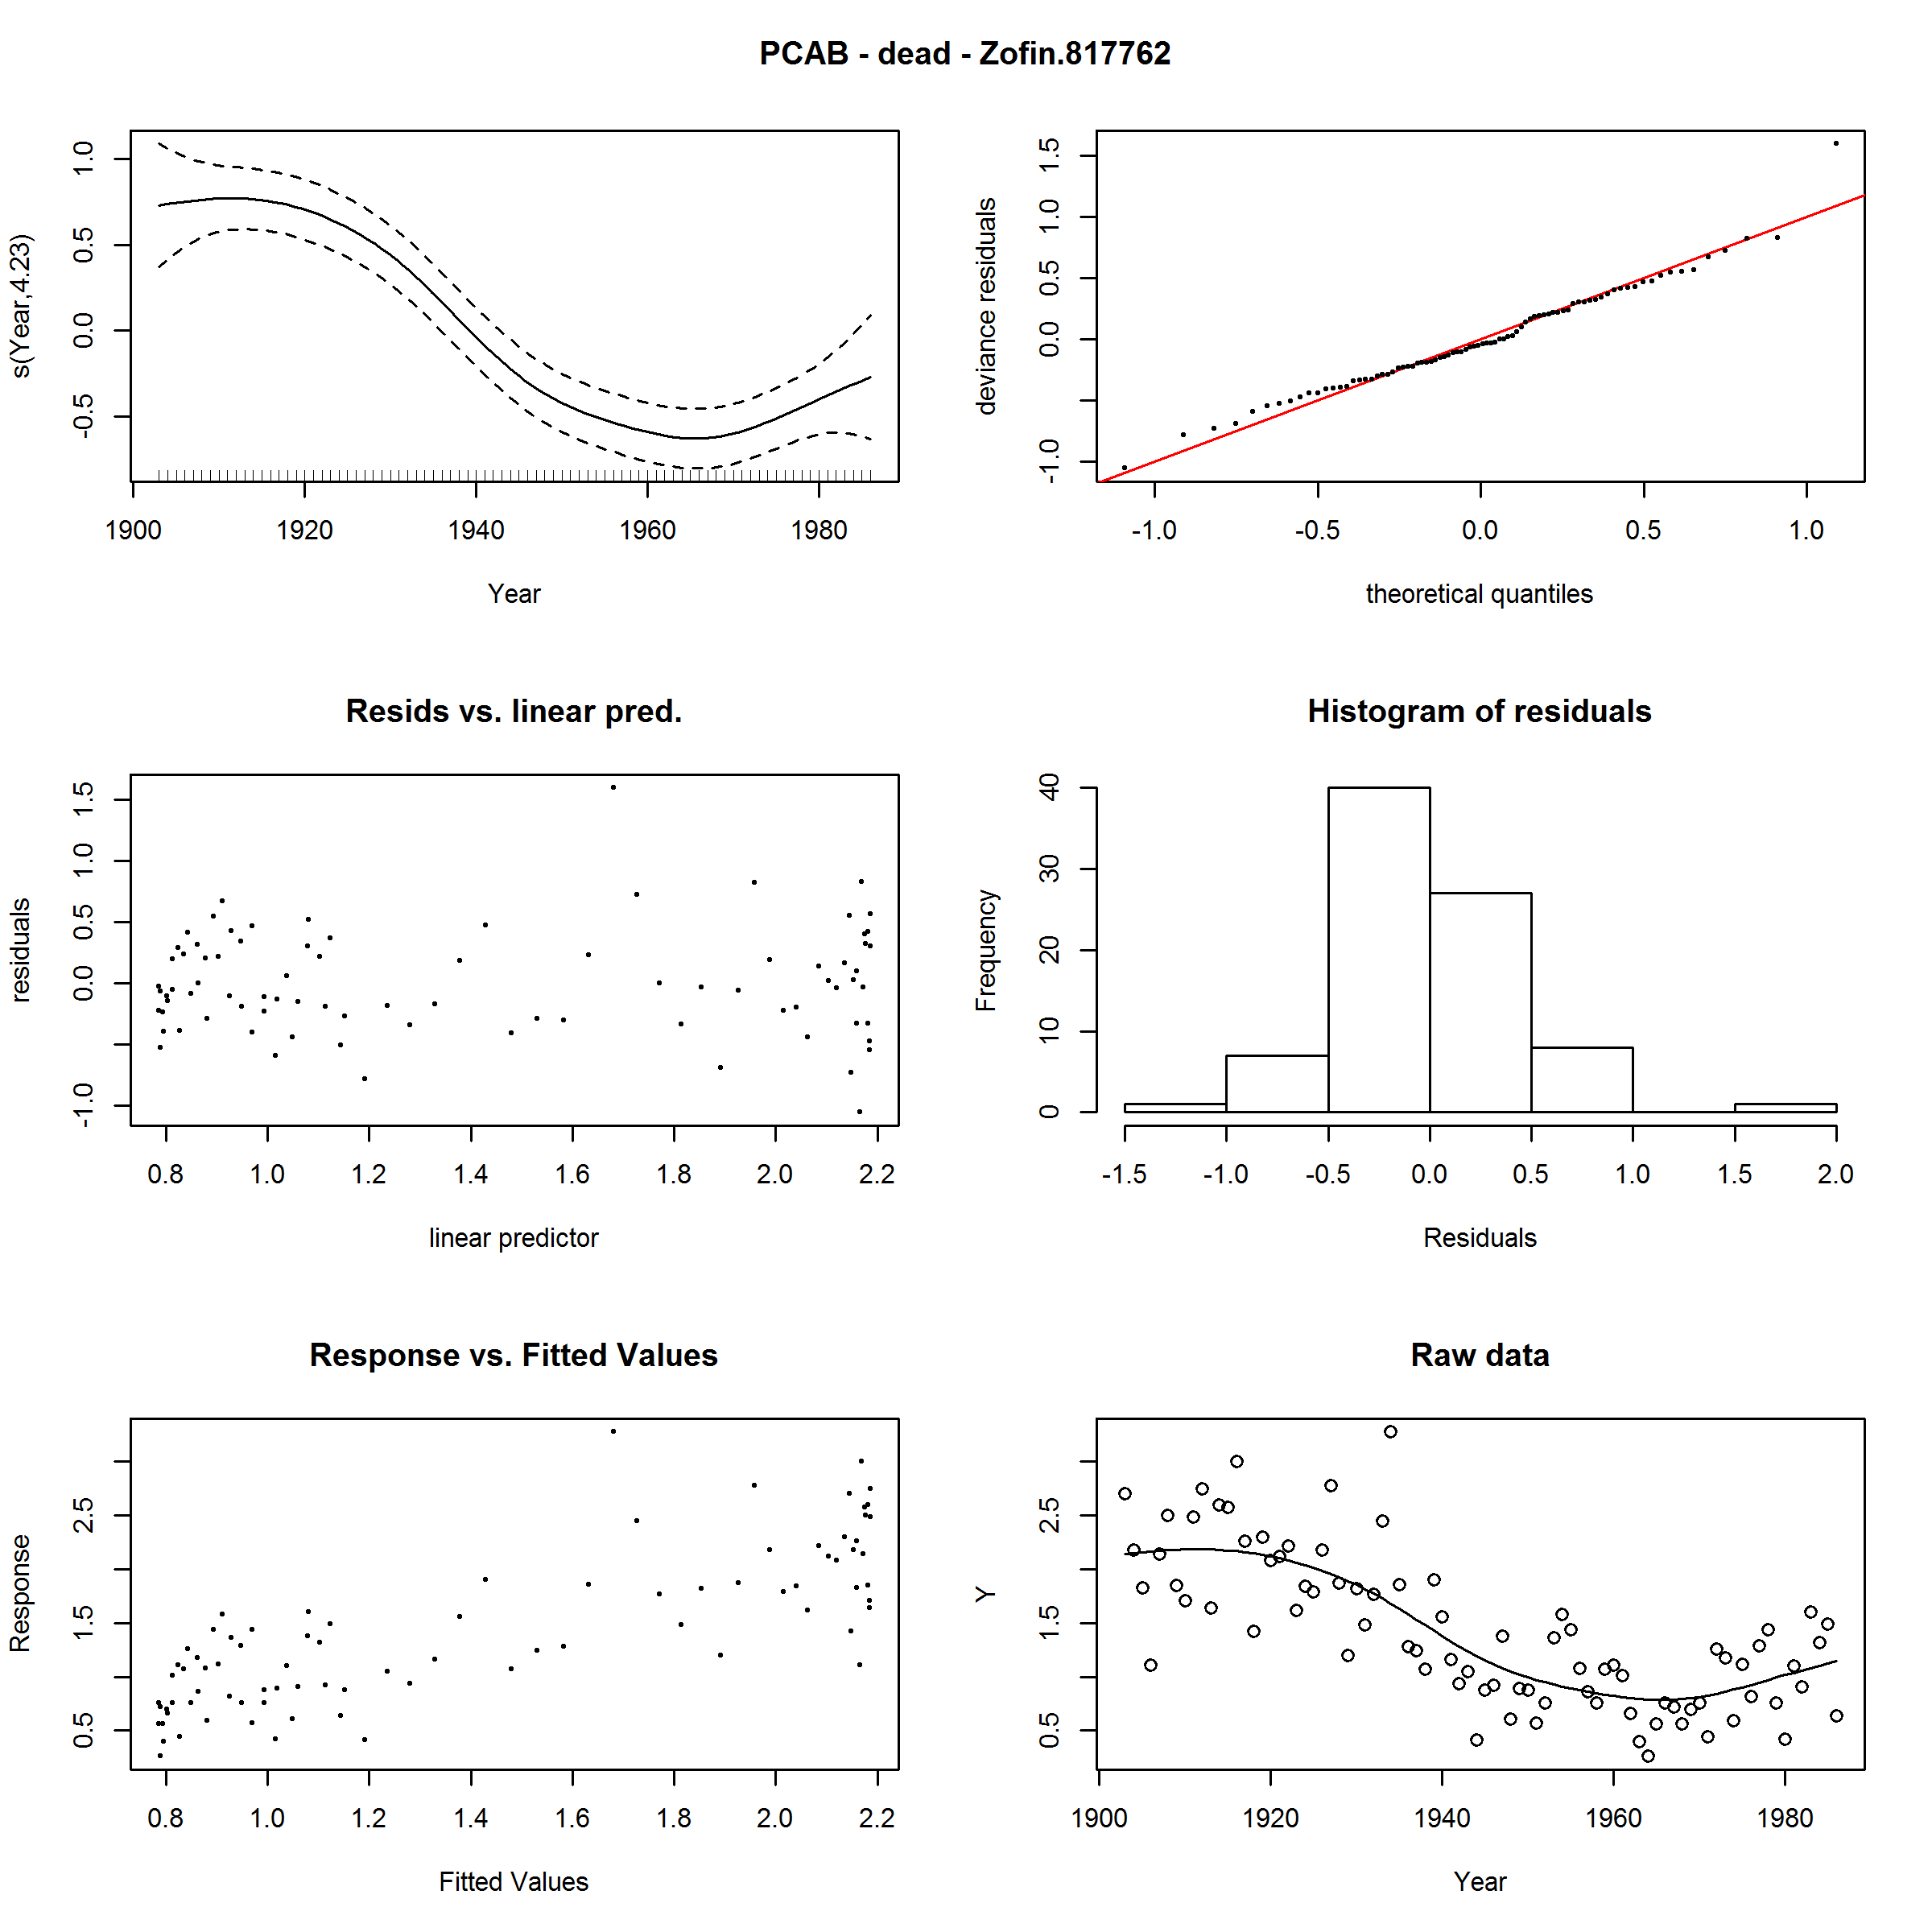 PCAB - dead - Zofin.817762
s(Year,4.23)
-0.5 0.0 0.5 1.0
1900 1920 1940 1960 1980
Year
deviance residuals
-1.0 0.0 0.5 1.0 1.5
-1.0 -0.5 0.0 0.5 1.0
theoretical quantiles
Resids vs. linear pred.
residuals
-1.0 0.0 0.5 1.0 1.5
0.8 1.0 1.2 1.4 1.6 1.8 2.0 2.2
linear predictor
Histogram of residuals
Frequency
0 10 20 30 40
-1.5 -1.0 -0.5 0.0 0.5 1.0 1.5 2.0
Residuals
Response vs. Fitted Values
Response
0.5 1.5 2.5
0.8 1.0 1.2 1.4 1.6 1.8 2.0 2.2
Fitted Values
Raw data
Y
0.5 1.5 2.5
1900 1920 1940 1960 1980
Year